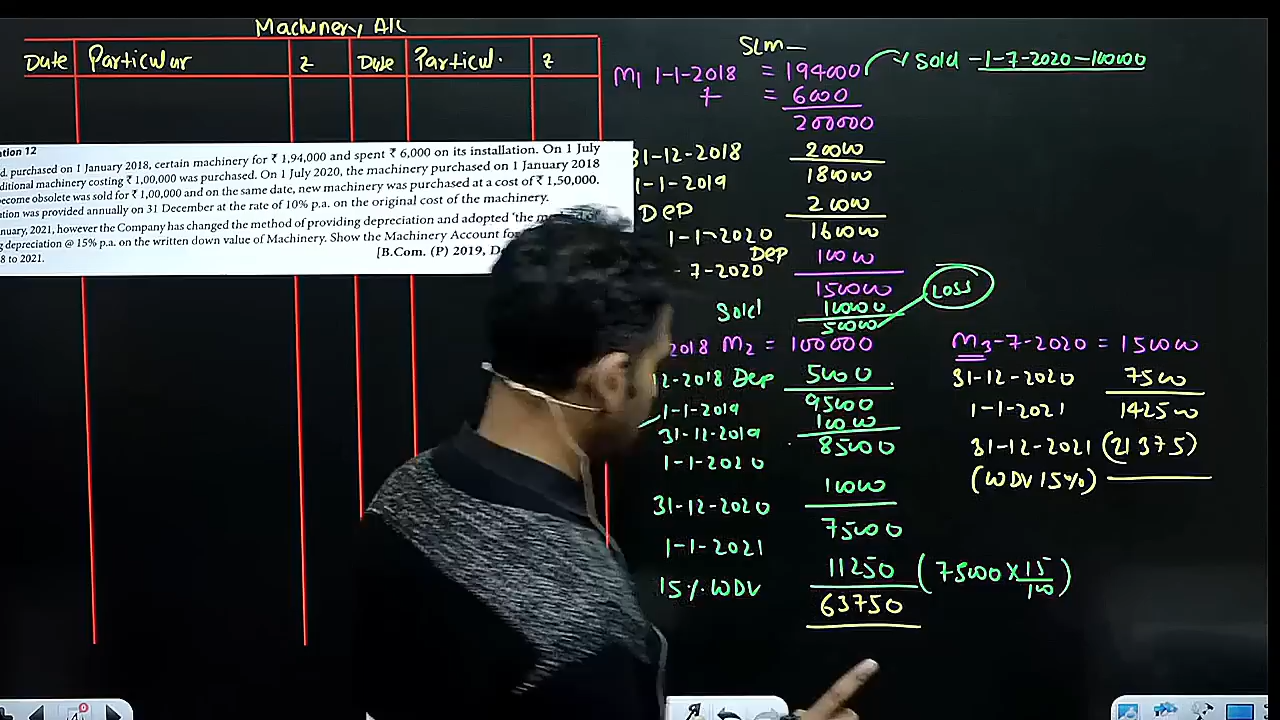 Machinery A/c
Date Particular ₹ Date Particul. ₹
SLM —
M1 1-1-2018 = 194000 → Sold - 1-7-2020 - 100000
+ = 6000
200000
31-12-2018 20000
1-1-2019 180000
DEP 20000
1-1-2020 160000
Dep 10000
-7-2020 150000
Sold 100000
50000 LOSS
2018 M2 = 100000
12-2018 Dep 5000
1-1-2019 95000
31-12-2019 10000
1-1-2020 85000
31-12-2020 10000
1-1-2021 75000
15% WDV 11250 (75000 × 15/100)
63750
M3-7-2020 = 150000
31-12-2020 7500
1-1-2021 142500
31-12-2021 (21375)
(WDV 15%)
tion 12
d. purchased on 1 January 2018, certain machinery for ₹ 1,94,000 and spent ₹ 6,000 on its installation. On 1 July
ditional machinery costing ₹ 1,00,000 was purchased. On 1 July 2020, the machinery purchased on 1 January 2018
ecome obsolete was sold for ₹ 1,00,000 and on the same date, new machinery was purchased at a cost of ₹ 1,50,000.
ation was provided annually on 31 December at the rate of 10% p.a. on the original cost of the machinery.
nuary, 2021, however the Company has changed the method of providing depreciation and adopted 'the
g depreciation @ 15% p.a. on the written down value of Machinery. Show the Machinery Account for
8 to 2021. [B.Com. (P) 2019, D